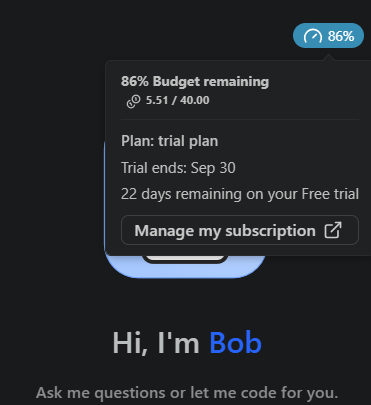 86%
86% Budget remaining
5.51 / 40.00
Plan: trial plan
Trial ends: Sep 30
22 days remaining on your Free trial
Manage my subscription
Hi, I'm Bob
Ask me questions or let me code for you.